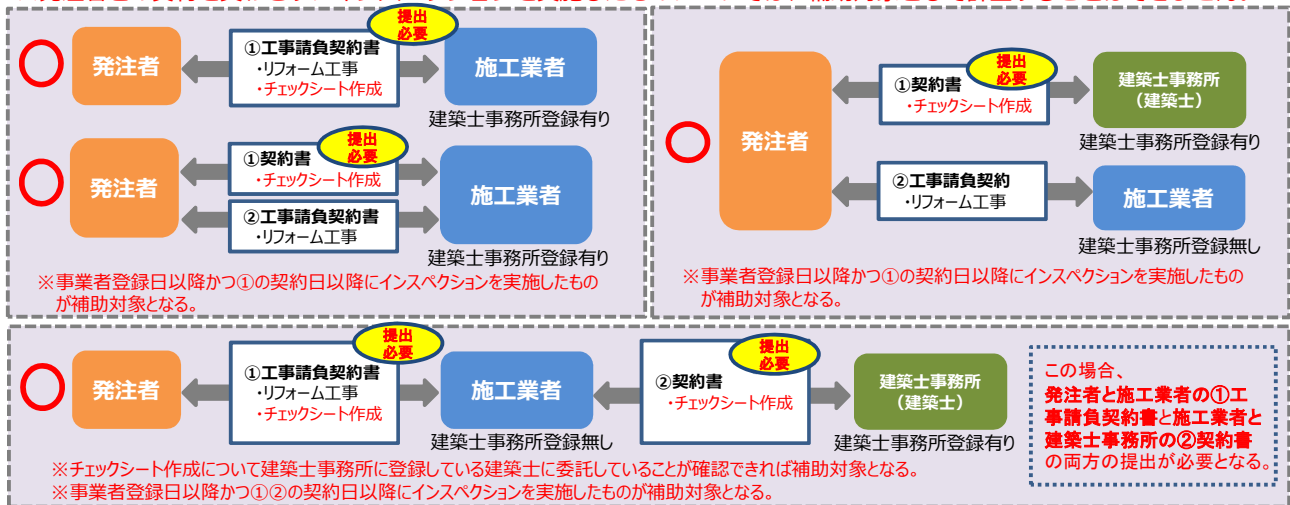 提出
必要
①工事請負契約書
・リフォーム工事
・チェックシート作成
発注者
施工業者
建築士事務所登録有り
提出
必要
①契約書
・チェックシート作成
発注者
②工事請負契約書
・リフォーム工事
施工業者
建築士事務所登録有り
※事業者登録日以降かつ①の契約日以降にインスペクションを実施したもの
が補助対象となる。
提出
必要
①契約書
・チェックシート作成
建築士事務所
(建築士)
建築士事務所登録有り
発注者
②工事請負契約
・リフォーム工事
施工業者
建築士事務所登録無し
※事業者登録日以降かつ①の契約日以降にインスペクションを実施したもの
が補助対象となる。
提出
必要
①工事請負契約書
・リフォーム工事
・チェックシート作成
発注者
施工業者
建築士事務所登録無し
提出
必要
②契約書
・チェックシート作成
建築士事務所
(建築士)
建築士事務所登録有り
この場合、
発注者と施工業者の①工
事請負契約書と施工業者と
建築士事務所の②契約書
の両方の提出が必要となる。
※チェックシート作成について建築士事務所に登録している建築士に委託していることが確認できれば補助対象となる。
※事業者登録日以降かつ①②の契約日以降にインスペクションを実施したものが補助対象となる。